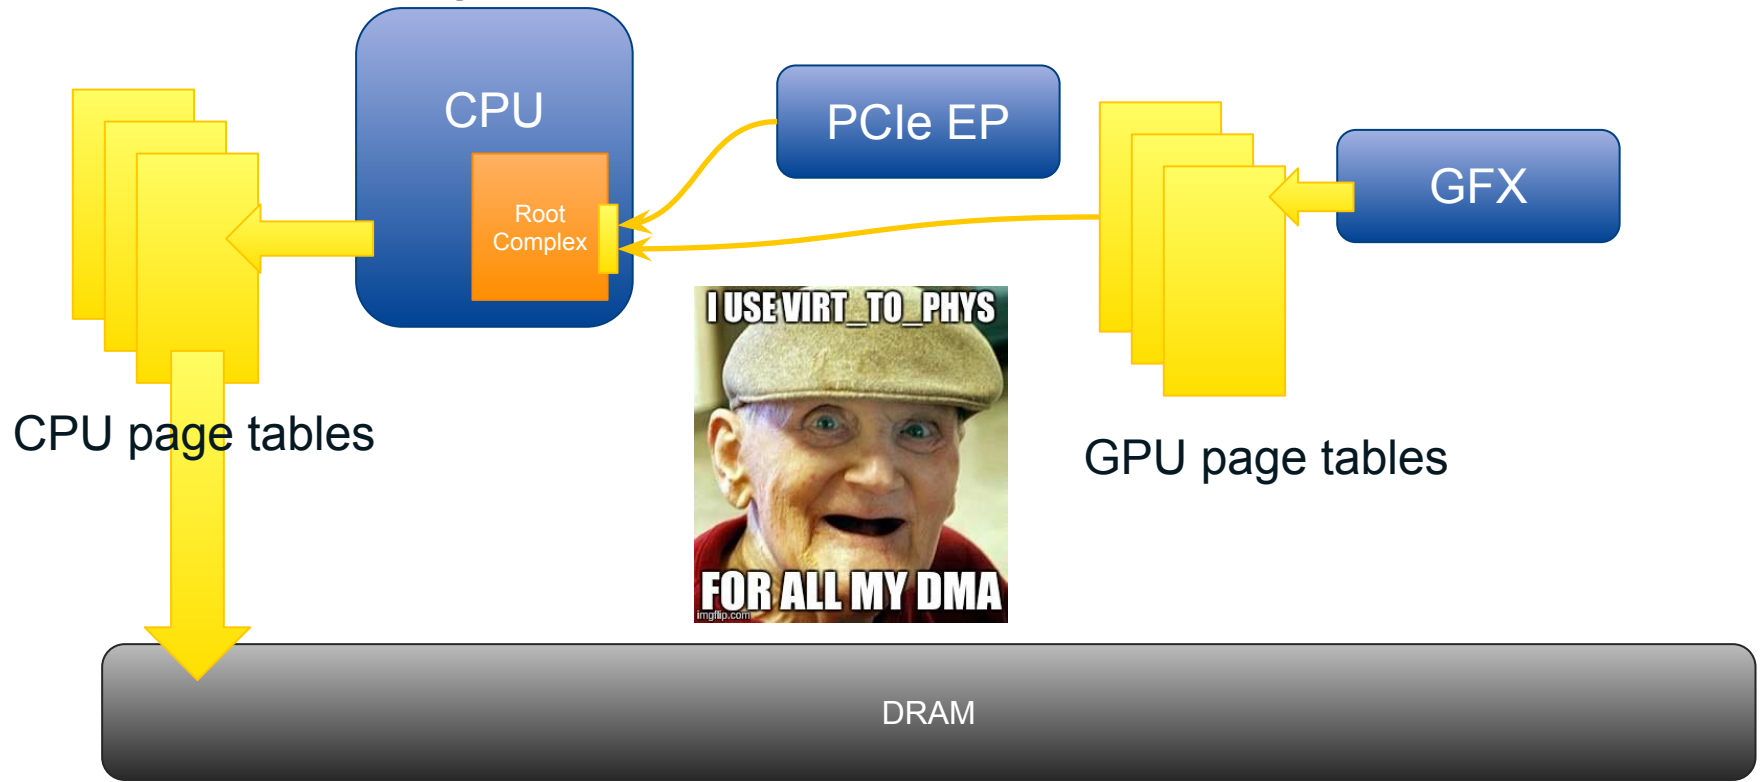 CPU
PCIe EP
GFX
Root
Complex
I USE VIRT_TO_PHYS
FOR ALL MY DMA
imgflip.com
CPU page tables
GPU page tables
DRAM